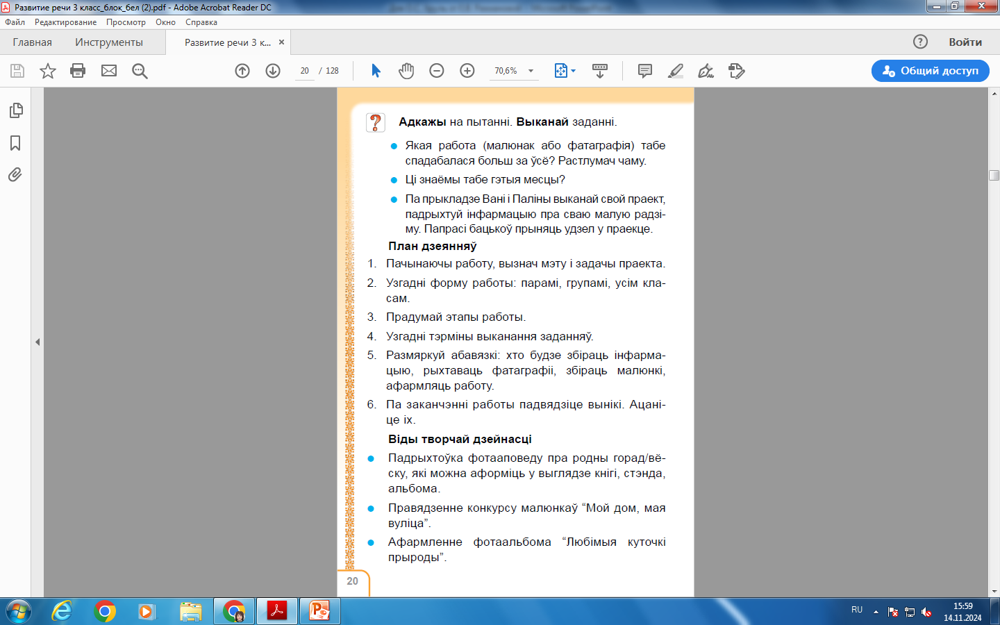 Развитие речи 3 класс_блок_бел (2).pdf - Adobe Acrobat Reader DC
Файл Редактирование Просмотр Окно Справка
Главная Инструменты Развитие речи 3 к... × ? Войти
20 / 128 70,6% Общий доступ
? Адкажы на пытанні. Выканай заданні.
● Якая работа (малюнак або фатаграфія) табе
спадабалася больш за ўсё? Растлумач чаму.
● Ці знаёмы табе гэтыя месцы?
● Па прыкладзе Вані і Паліны выканай свой праект,
падрыхтуй інфармацыю пра сваю малую радзі-
му. Папрасі бацькоў прыняць удзел у праекце.
План дзеянняў
1. Пачынаючы работу, вызнач мэту і задачы праекта.
2. Узгадні форму работы: парамі, групамі, усім кла-
сам.
3. Прадумай этапы работы.
4. Узгадні тэрміны выканання заданняў.
5. Размяркуй абавязкі: хто будзе збіраць інфарма-
цыю, рыхтаваць фатаграфіі, збіраць малюнкі,
афармляць работу.
6. Па заканчэнні работы падвядзіце вынікі. Ацані-
це іх.
Віды творчай дзейнасці
● Падрыхтоўка фотааповеду пра родны горад/вё-
ску, які можна аформіць у выглядзе кнігі, стэнда,
альбома.
● Правядзенне конкурсу малюнкаў “Мой дом, мая
вуліца”.
● Афармленне фотаальбома “Любімыя куточкі
прыроды”.
20
RU 15:59
14.11.2024